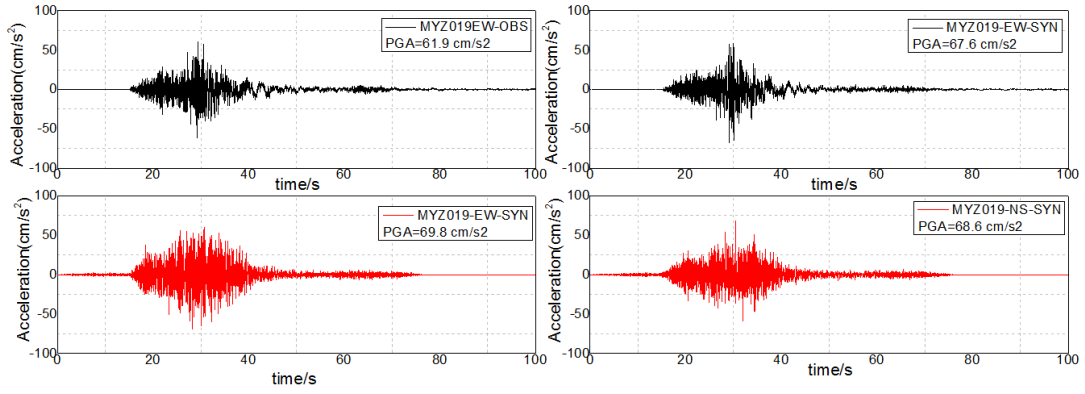 100
50
0
-50
-100
Acceleration(cm/s²)
MYZ019EW-OBS
PGA=61.9 cm/s2
0 20 40 60 80 100
time/s
100
50
0
-50
-100
Acceleration(cm/s²)
MYZ019-EW-SYN
PGA=67.6 cm/s2
0 20 40 60 80 100
time/s
100
50
0
-50
-100
Acceleration(cm/s²)
MYZ019-EW-SYN
PGA=69.8 cm/s2
0 20 40 60 80 100
time/s
100
50
0
-50
-100
Acceleration(cm/s²)
MYZ019-NS-SYN
PGA=68.6 cm/s2
0 20 40 60 80 100
time/s